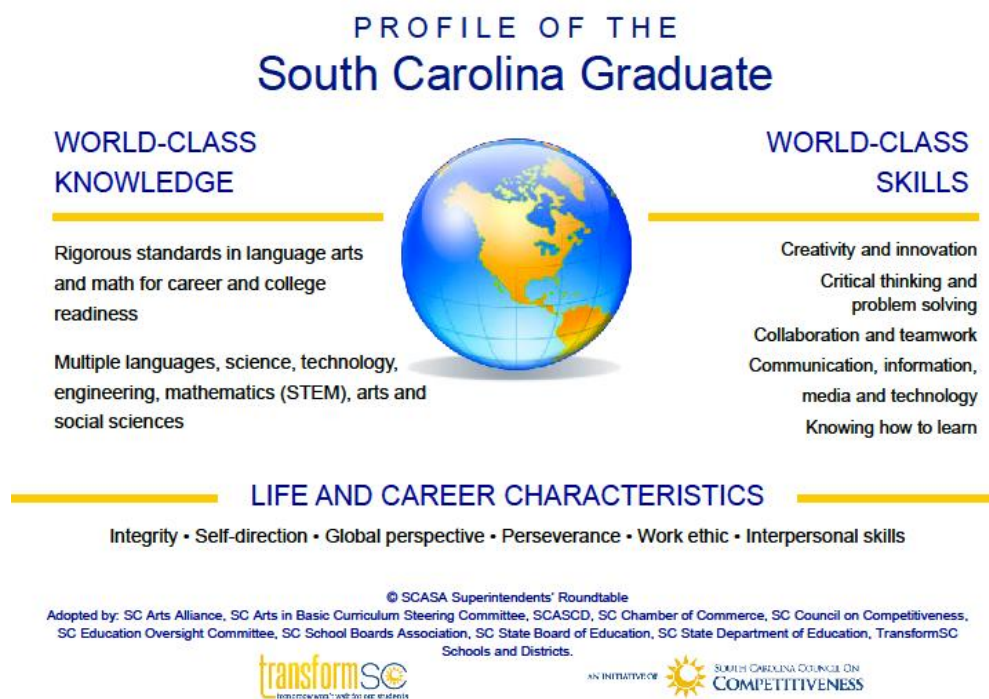 PROFILE OF THE
South Carolina Graduate
WORLD-CLASS
KNOWLEDGE
Rigorous standards in language arts
and math for career and college
readiness
Multiple languages, science, technology,
engineering, mathematics (STEM), arts and
social sciences
WORLD-CLASS
SKILLS
Creativity and innovation
Critical thinking and
problem solving
Collaboration and teamwork
Communication, information,
media and technology
Knowing how to learn
LIFE AND CAREER CHARACTERISTICS
Integrity • Self-direction • Global perspective • Perseverance • Work ethic • Interpersonal skills
© SCASA Superintendents’ Roundtable
Adopted by: SC Arts Alliance, SC Arts in Basic Curriculum Steering Committee, SCASCD, SC Chamber of Commerce, SC Council on Competitiveness,
SC Education Oversight Committee, SC School Boards Association, SC State Board of Education, SC State Department of Education, TransformSC
Schools and Districts.
transformSC
tomorrow won't wait for our students
AN INITIATIVE OF
SOUTH CAROLINA COUNCIL ON
COMPETITIVENESS